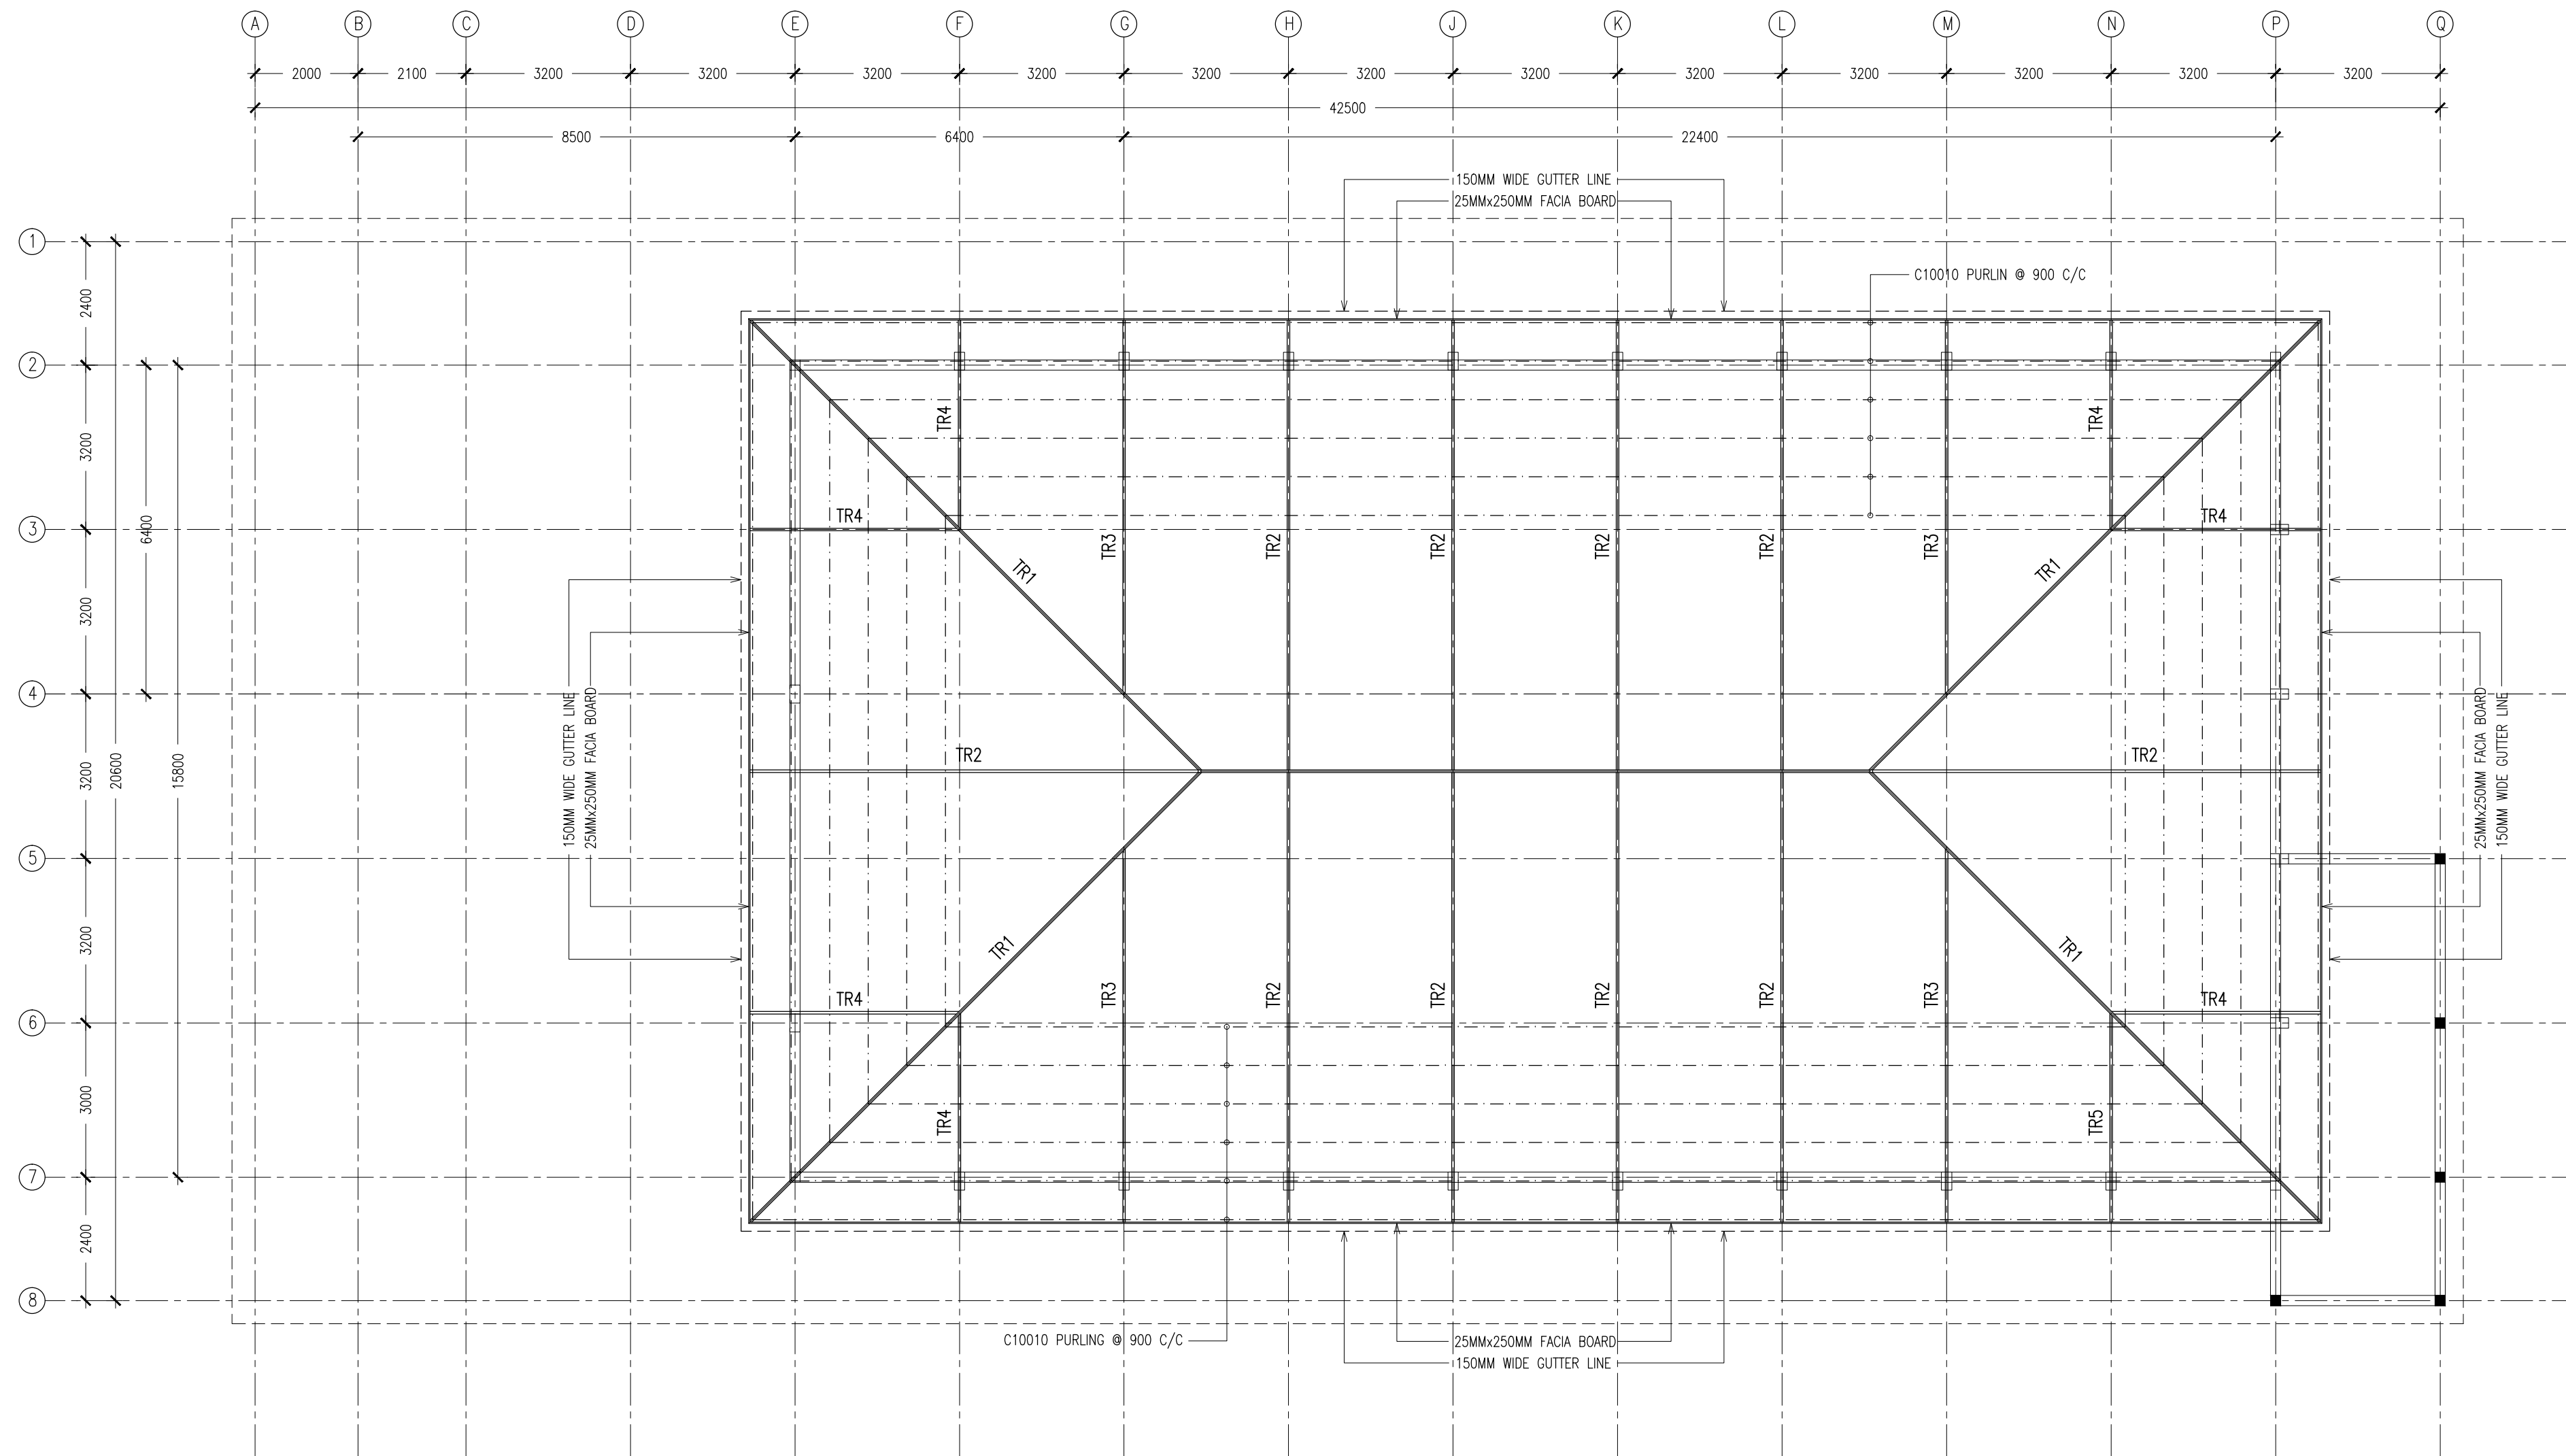 A B C D E F G H J K L M N P Q
2000 2100 3200 3200 3200 3200 3200 3200 3200 3200 3200 3200 3200 3200
42500
8500 6400 22400
150MM WIDE GUTTER LINE
25MMx250MM FACIA BOARD
C10010 PURLIN @ 900 C/C
1
2
3
4
5
6
7
8
2400
3200
3200
3200
3200
3000
2400
20600
6400
15800
TR4
TR4
TR4
TR4
TR1
TR3
TR2
TR2
TR2
TR2
TR3
TR1
150MM WIDE GUTTER LINE
25MMx250MM FACIA BOARD
TR2
TR2
25MMx250MM FACIA BOARD
150MM WIDE GUTTER LINE
TR1
TR1
TR4
TR3
TR2
TR2
TR2
TR2
TR3
TR4
TR4
TR5
C10010 PURLING @ 900 C/C
25MMx250MM FACIA BOARD
150MM WIDE GUTTER LINE